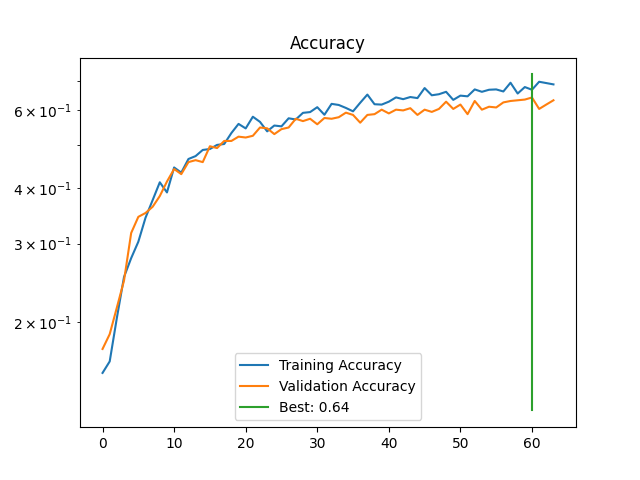 Accuracy
6 × 10⁻¹
4 × 10⁻¹
3 × 10⁻¹
2 × 10⁻¹
Training Accuracy
Validation Accuracy
Best: 0.64
0 10 20 30 40 50 60